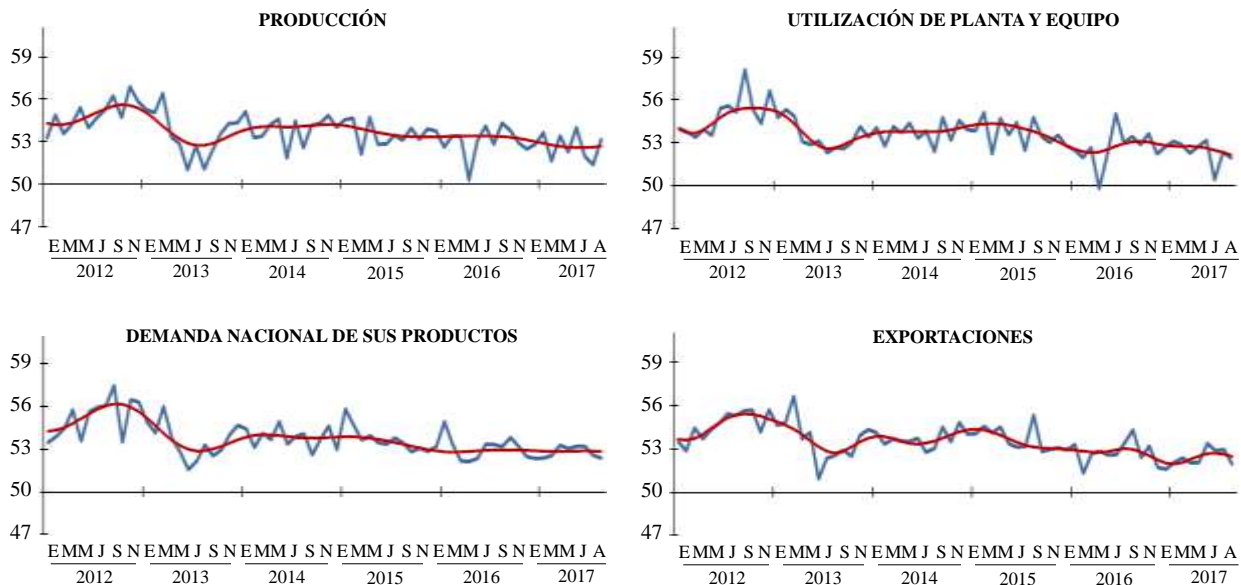 PRODUCCIÓN
59
56
53
50
47
E M M J S N E M M J S N E M M J S N E M M J S N E M M J S N E M M J A
2012 2013 2014 2015 2016 2017
UTILIZACIÓN DE PLANTA Y EQUIPO
59
56
53
50
47
E M M J S N E M M J S N E M M J S N E M M J S N E M M J S N E M M J A
2012 2013 2014 2015 2016 2017
DEMANDA NACIONAL DE SUS PRODUCTOS
59
56
53
50
47
E M M J S N E M M J S N E M M J S N E M M J S N E M M J S N E M M J A
2012 2013 2014 2015 2016 2017
EXPORTACIONES
59
56
53
50
47
E M M J S N E M M J S N E M M J S N E M M J S N E M M J S N E M M J A
2012 2013 2014 2015 2016 2017